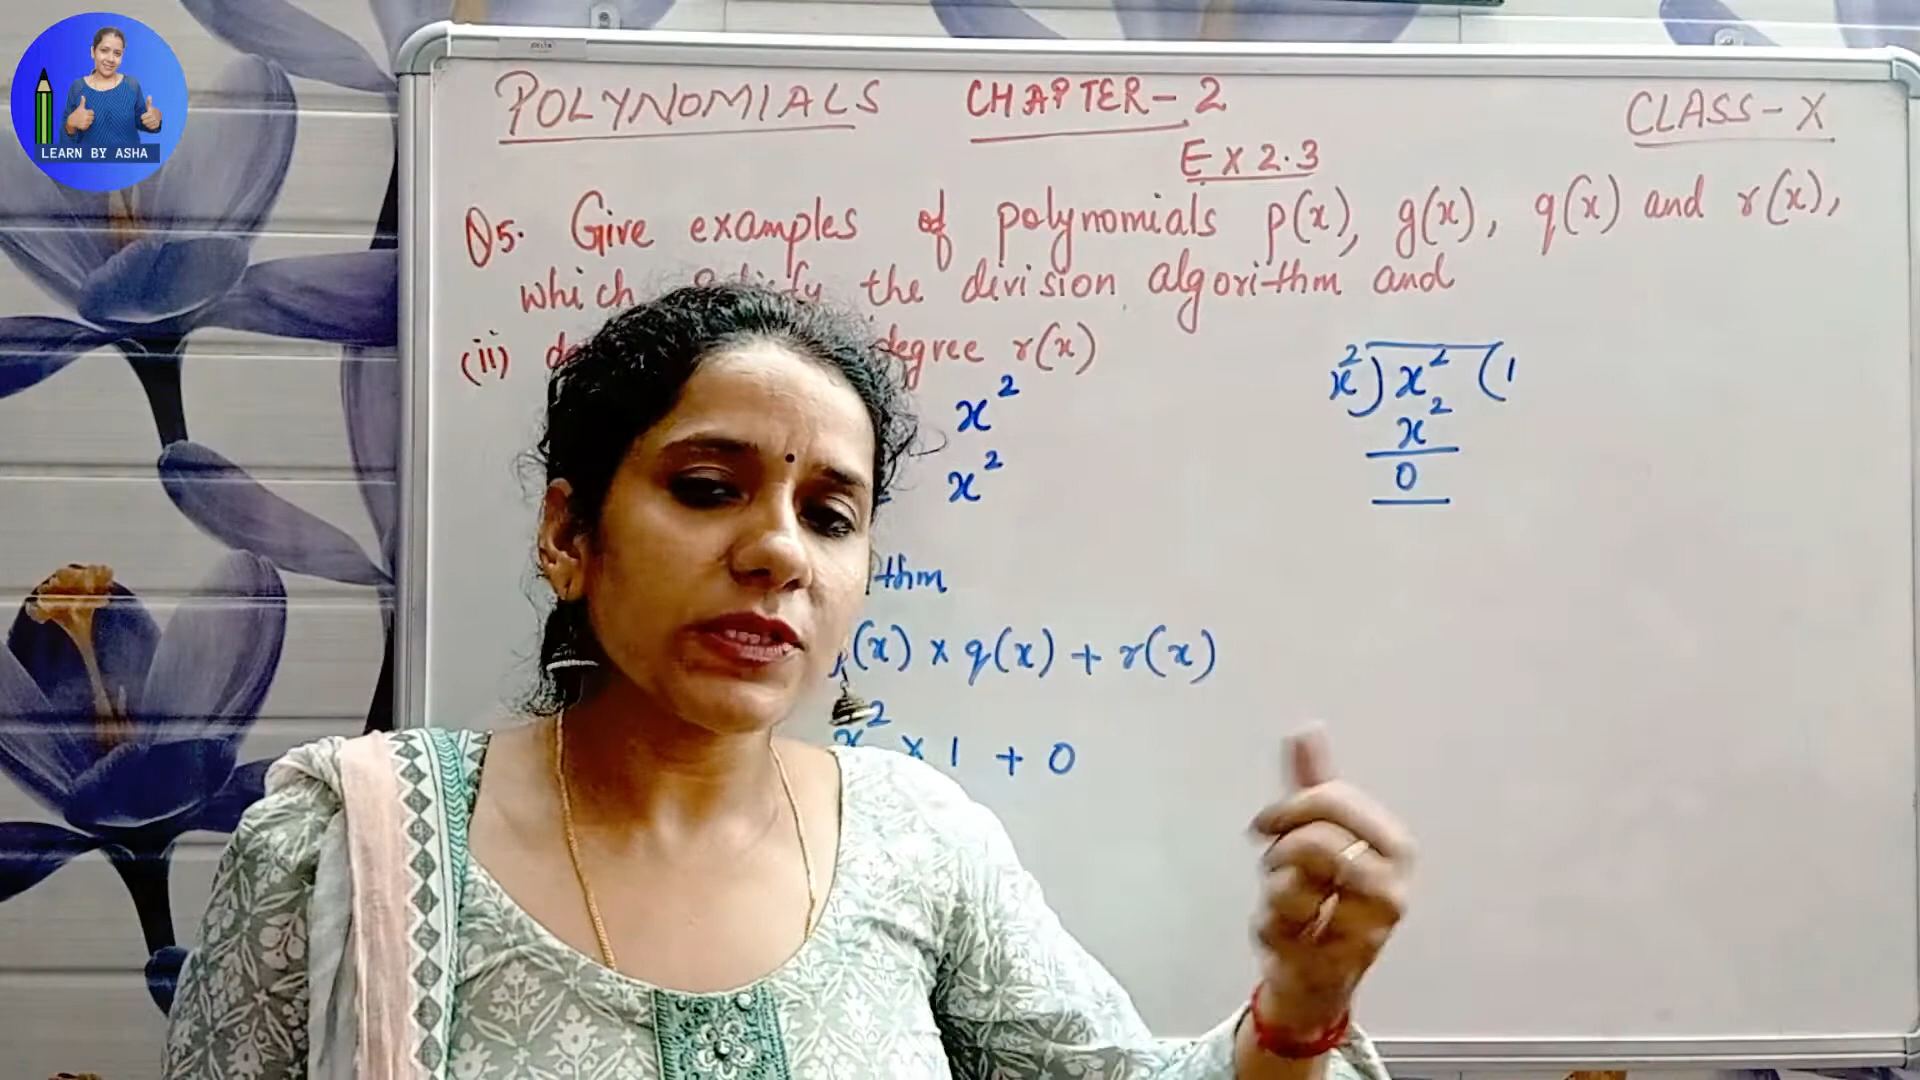 LEARN BY ASHA
POLYNOMIALS CHAPTER-2 CLASS-X
EX 2.3
Q5. Give examples of polynomials p(x), g(x), q(x) and r(x),
which the division algorithm and
(ii) degree r(x)
x²
x²
x²) x² (1
x²
0
(x) × q(x) + r(x)
x² × 1 + 0